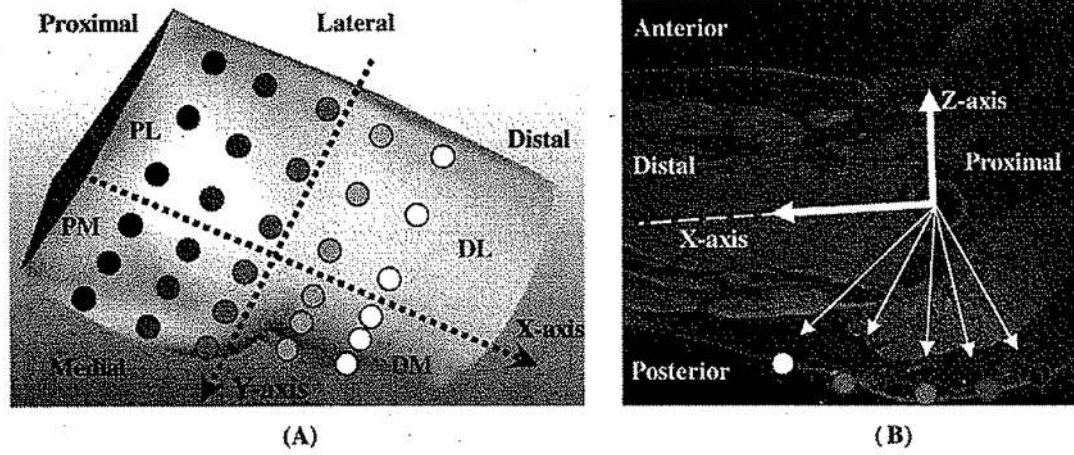 Proximal
Lateral
PL
Distal
PM
DL
X-axis
Medial
DM
Y-axis
(A)
Anterior
Z-axis
Distal
Proximal
X-axis
Posterior
(B)